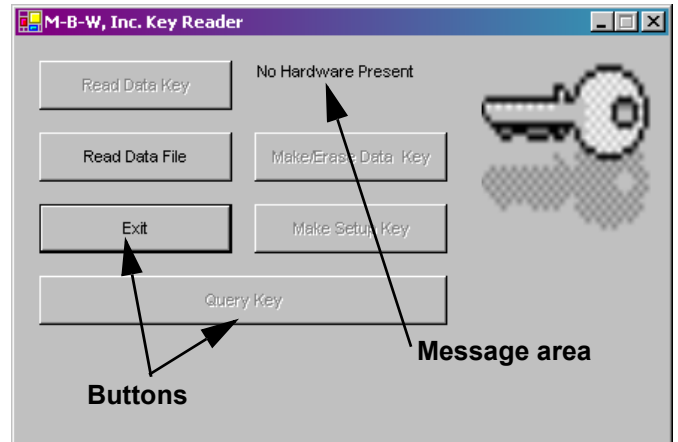 M-B-W, Inc. Key Reader
Read Data Key
No Hardware Present
Read Data File
Make/Erase Data Key
Exit
Make Setup Key
Query Key
Message area
Buttons